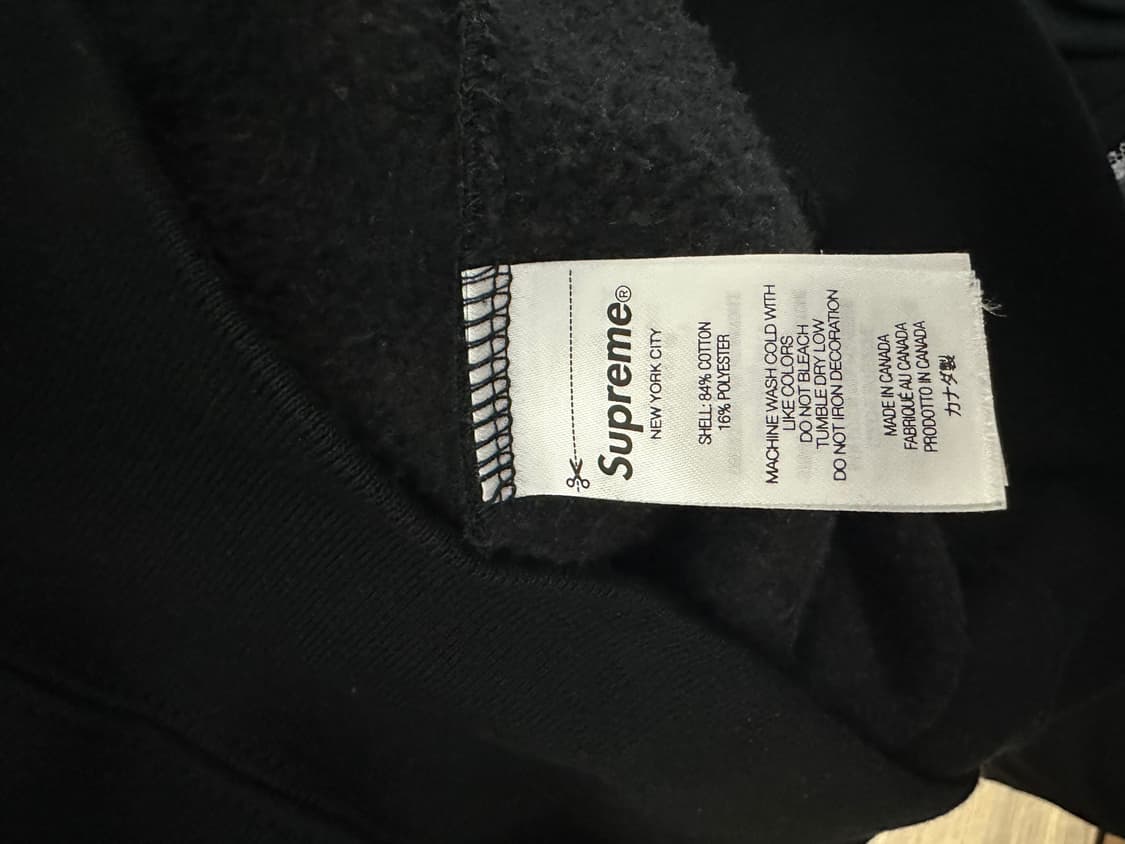 Supreme®
NEW YORK CITY
SHELL: 84% COTTON
16% POLYESTER
MACHINE WASH COLD WITH
LIKE COLORS
DO NOT BLEACH
TUMBLE DRY LOW
DO NOT IRON DECORATION
MADE IN CANADA
FABRIQUÉ AU CANADA
PRODOTTO IN CANADA
カナダ製